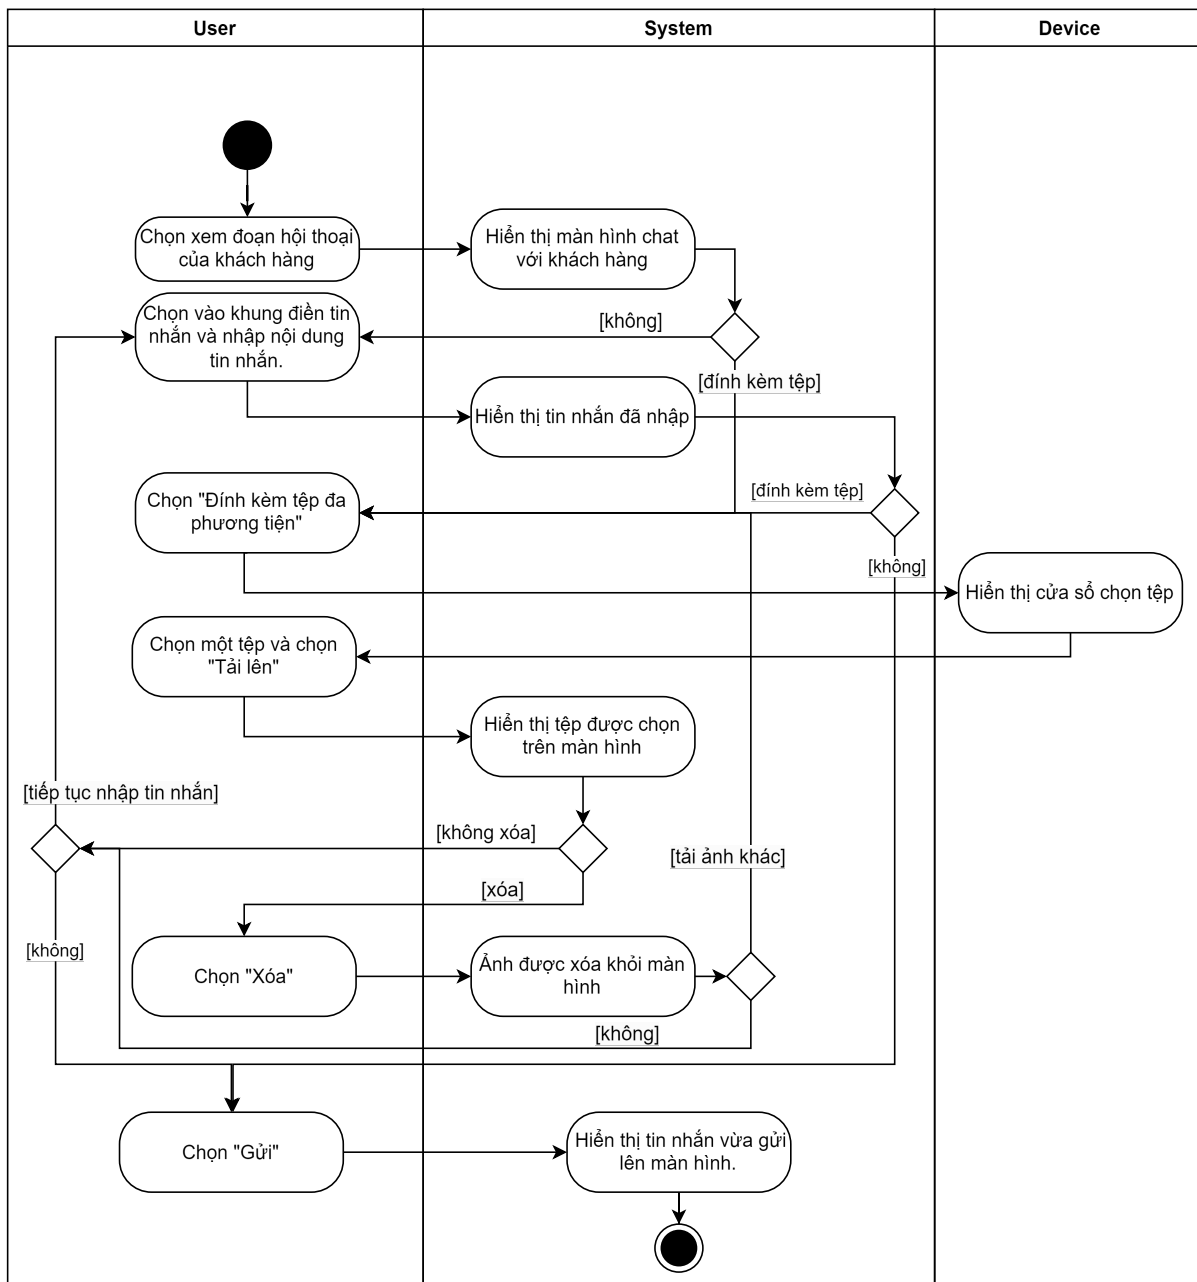 User
System
Device
Chọn xem đoạn hội thoại
của khách hàng
Hiển thị màn hình chat
với khách hàng
Chọn vào khung điền tin
nhắn và nhập nội dung
tin nhắn.
[không]
[đính kèm tệp]
Hiển thị tin nhắn đã nhập
Chọn "Đính kèm tệp đa
phương tiện"
[đính kèm tệp]
[không]
Hiển thị cửa sổ chọn tệp
Chọn một tệp và chọn
"Tải lên"
Hiển thị tệp được chọn
trên màn hình
[tiếp tục nhập tin nhắn]
[không xóa]
[tải ảnh khác]
[xóa]
[không]
Chọn "Xóa"
Ảnh được xóa khỏi màn
hình
[không]
Chọn "Gửi"
Hiển thị tin nhắn vừa gửi
lên màn hình.